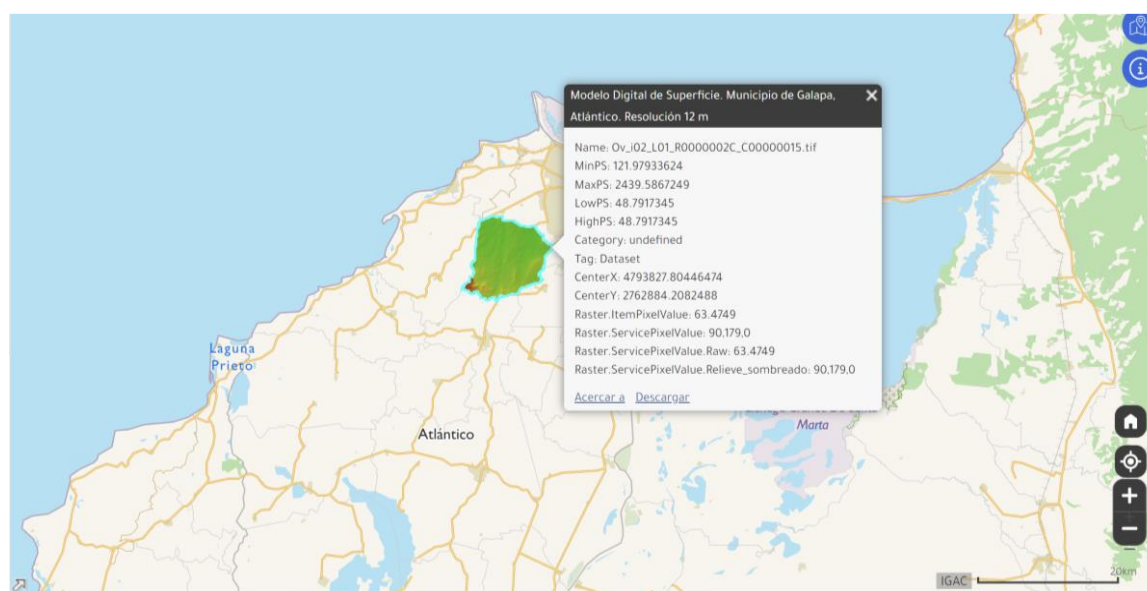 Modelo Digital de Superficie. Municipio de Galapa,
Atlántico. Resolución 12 m
Name: Ov_i02_L01_R0000002C_C00000015.tif
MinPS: 121.97933624
MaxPS: 2439.5867249
LowPS: 48.7917345
HighPS: 48.7917345
Category: undefined
Tag: Dataset
CenterX: 4793827.80446474
CenterY: 2762884.2082488
Raster.ItemPixelValue: 63.4749
Raster.ServicePixelValue: 90,179,0
Raster.ServicePixelValue.Raw: 63.4749
Raster.ServicePixelValue.Relieve_sombreado: 90,179,0
Acercar a Descargar
Laguna
Prieto
Marta
Atlántico
IGAC
20km